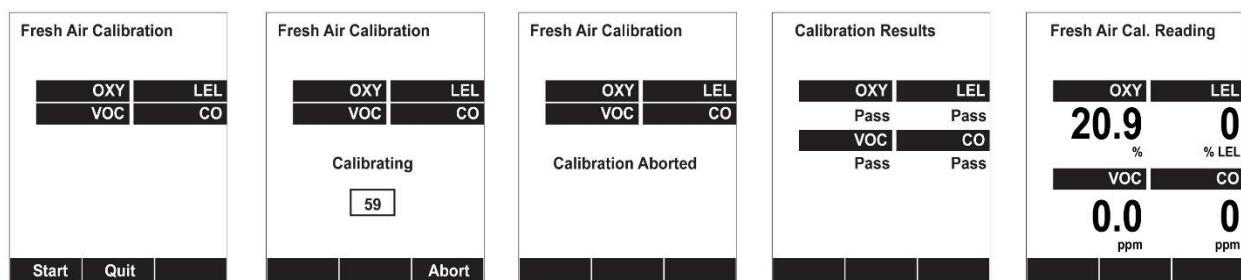 Fresh Air Calibration
OXY LEL
VOC CO
Start Quit
Fresh Air Calibration
OXY LEL
VOC CO
Calibrating
59
Abort
Fresh Air Calibration
OXY LEL
VOC CO
Calibration Aborted
Calibration Results
OXY LEL
Pass Pass
VOC CO
Pass Pass
Fresh Air Cal. Reading
OXY LEL
20.9 0
% % LEL
VOC CO
0.0 0
ppm ppm